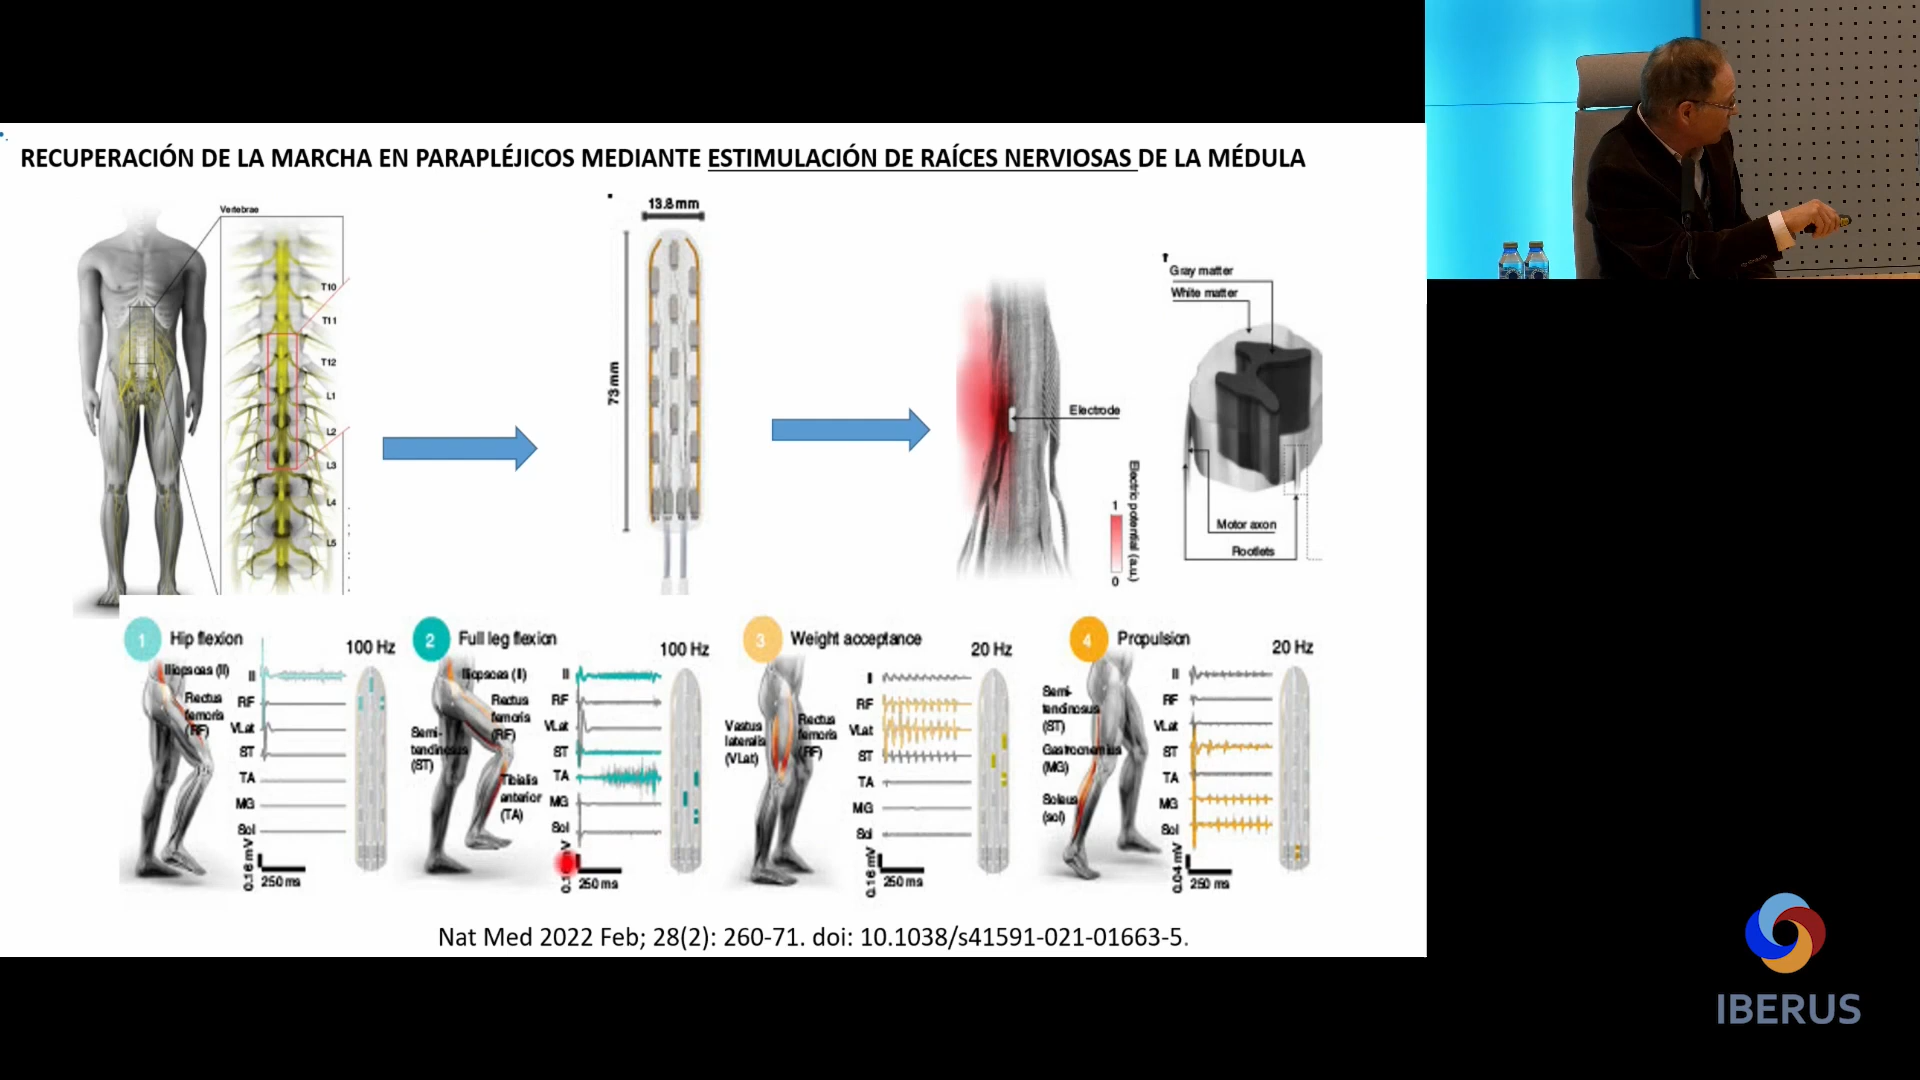 RECUPERACIÓN DE LA MARCHA EN PARAPLÉJICOS MEDIANTE ESTIMULACIÓN DE RAÍCES NERVIOSAS DE LA MÉDULA
Vertebrae
T10
T11
T12
L1
L2
L3
L4
L5
13.8 mm
73 mm
Electrode
Electric potential (a.u.)
1
0
Gray matter
White matter
Motor axon
Rootlets
1 Hip flexion
100 Hz
Iliopsoas (Il)
Rectus
femoris
(RF)
Il
RF
VLat
ST
TA
MG
Sol
0.16 mV
250 ms
2 Full leg flexion
100 Hz
Iliopsoas (Il)
Rectus
femoris
(RF)
Semi-
tendinosus
(ST)
Tibialis
anterior
(TA)
Il
RF
VLat
ST
TA
MG
Sol
250 ms
3 Weight acceptance
20 Hz
Vastus
lateralis
(VLat)
Rectus
femoris
(RF)
Il
RF
VLat
ST
TA
MG
Sol
0.16 mV
250 ms
4 Propulsion
20 Hz
Semi-
tendinosus
(ST)
Gastrocnemius
(MG)
Soleus
(sol)
Il
RF
VLat
ST
TA
MG
Sol
0.04 mV
250 ms
Nat Med 2022 Feb; 28(2): 260-71. doi: 10.1038/s41591-021-01663-5.
IBERUS